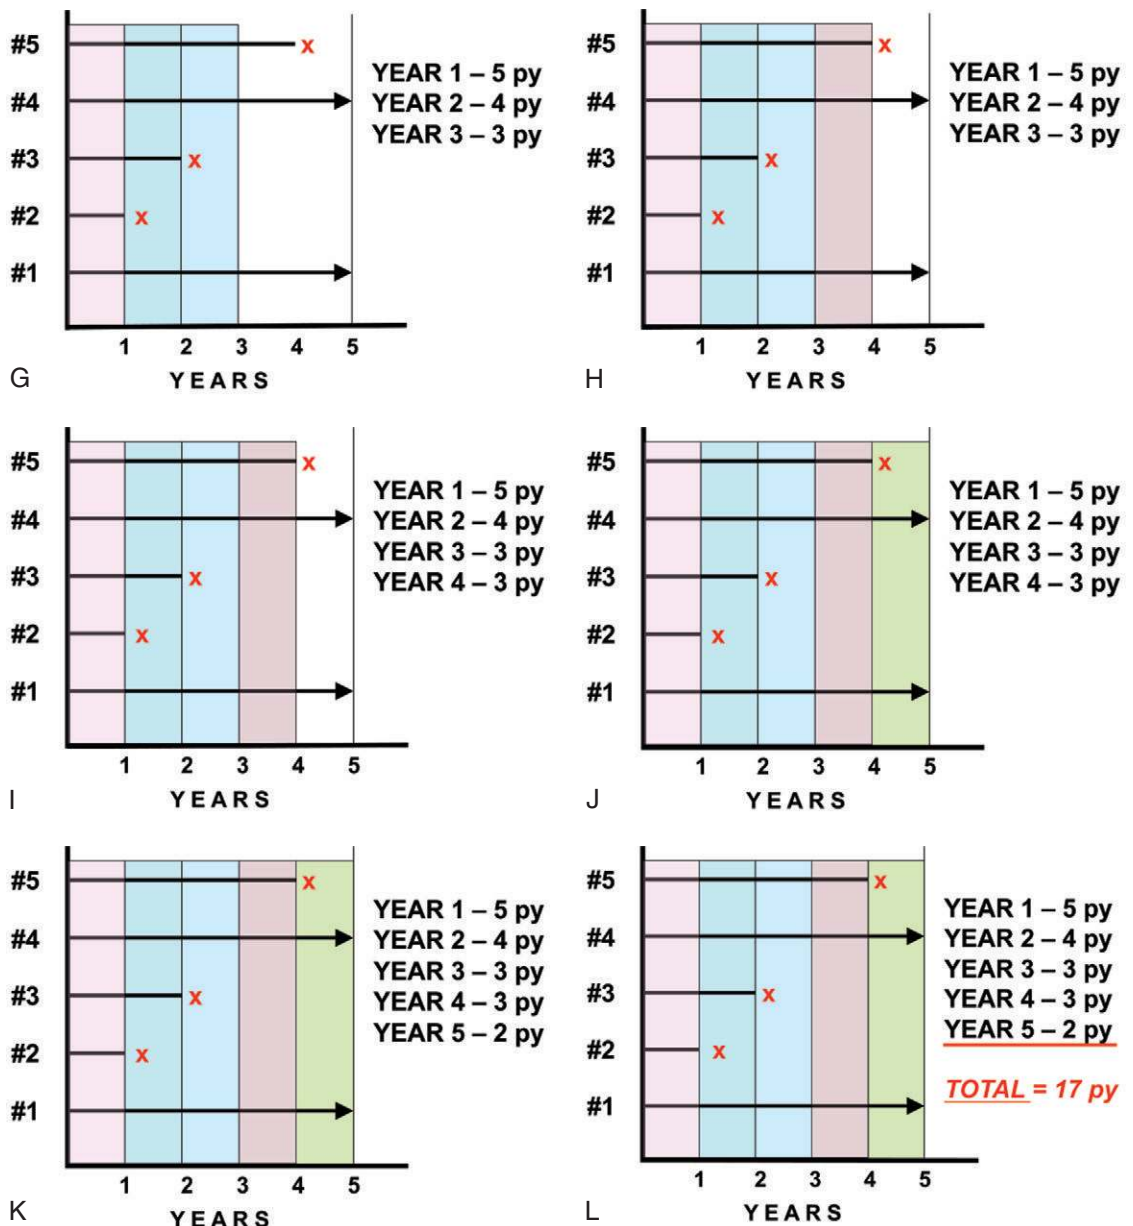 #5
x
YEAR 1 – 5 py
#4
YEAR 2 – 4 py
YEAR 3 – 3 py
#3
x
#2
x
#1
1 2 3 4 5
YEARS
G
#5
x
YEAR 1 – 5 py
#4
YEAR 2 – 4 py
YEAR 3 – 3 py
#3
x
#2
x
#1
1 2 3 4 5
YEARS
H
#5
x
YEAR 1 – 5 py
#4
YEAR 2 – 4 py
YEAR 3 – 3 py
#3
x
YEAR 4 – 3 py
#2
x
#1
1 2 3 4 5
YEARS
I
#5
x
YEAR 1 – 5 py
#4
YEAR 2 – 4 py
YEAR 3 – 3 py
#3
x
YEAR 4 – 3 py
#2
x
#1
1 2 3 4 5
YEARS
J
#5
x
YEAR 1 – 5 py
#4
YEAR 2 – 4 py
YEAR 3 – 3 py
#3
x
YEAR 4 – 3 py
YEAR 5 – 2 py
#2
x
#1
1 2 3 4 5
YEARS
K
#5
x
YEAR 1 – 5 py
#4
YEAR 2 – 4 py
YEAR 3 – 3 py
#3
x
YEAR 4 – 3 py
YEAR 5 – 2 py
#2
x
TOTAL = 17 py
#1
1 2 3 4 5
YEARS
L